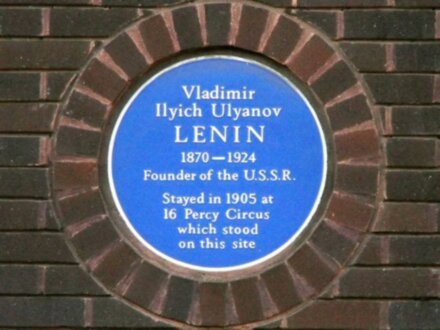 Vladimir
Ilyich Ulyanov
LENIN
1870—1924
Founder of the U.S.S.R.
Stayed in 1905 at
16 Percy Circus
which stood
on this site